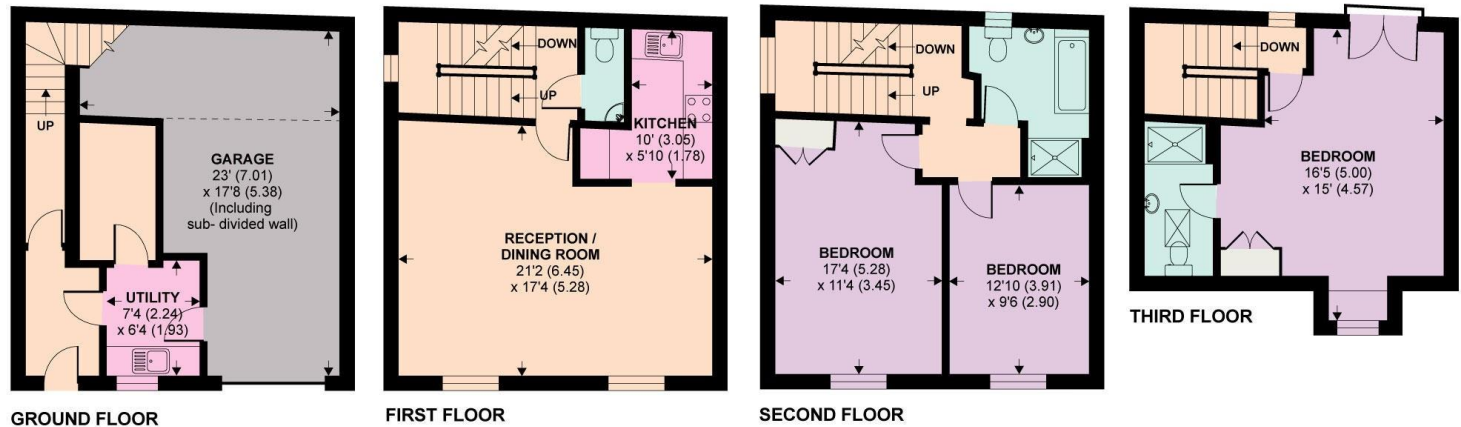 UP
GARAGE
23' (7.01)
x 17'8 (5.38)
(Including
sub- divided wall)
UTILITY
7'4 (2.24)
x 6'4 (1.93)
GROUND FLOOR
DOWN
UP
KITCHEN
10' (3.05)
x 5'10 (1.78)
RECEPTION /
DINING ROOM
21'2 (6.45)
x 17'4 (5.28)
FIRST FLOOR
DOWN
UP
BEDROOM
17'4 (5.28)
x 11'4 (3.45)
BEDROOM
12'10 (3.91)
x 9'6 (2.90)
SECOND FLOOR
DOWN
BEDROOM
16'5 (5.00)
x 15' (4.57)
THIRD FLOOR